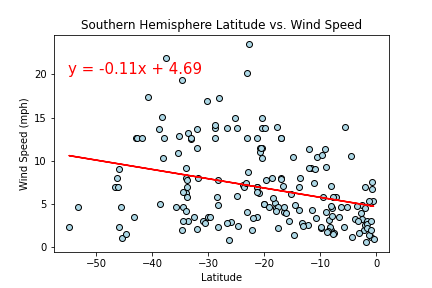 Southern Hemisphere Latitude vs. Wind Speed
y = -0.11x + 4.69
Wind Speed (mph)
20
15
10
5
0
−50
−40
−30
−20
−10
0
Latitude